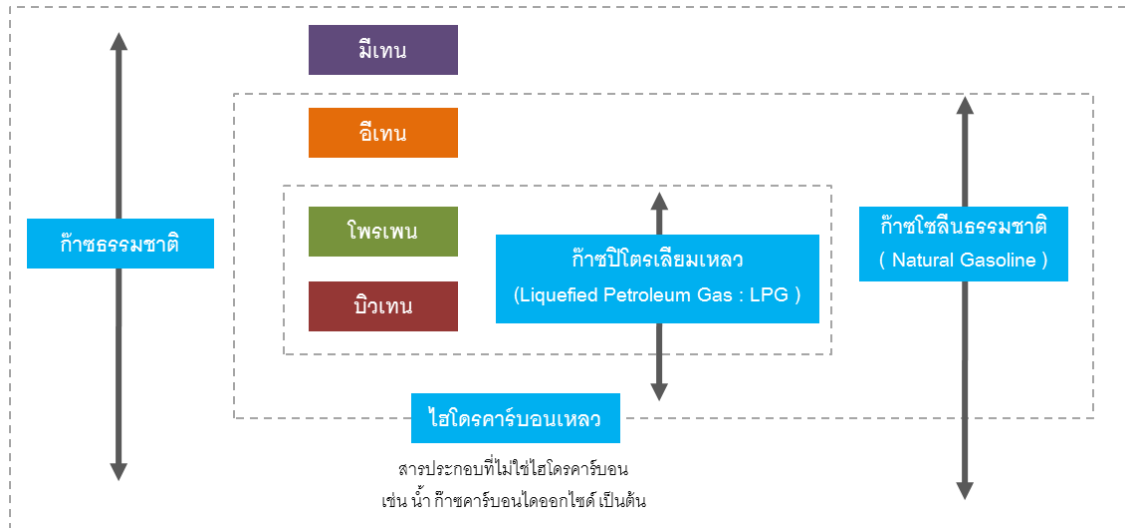 มีเทน
อีเทน
ก๊าซธรรมชาติ
โพรเพน
บิวเทน
ก๊าซปิโตรเลียมเหลว
(Liquefied Petroleum Gas : LPG )
ก๊าซโซลีนธรรมชาติ
( Natural Gasoline )
ไฮโดรคาร์บอนเหลว
สารประกอบที่ไม่ใช่ไฮโดรคาร์บอน
เช่น น้ำ ก๊าซคาร์บอนไดออกไซด์ เป็นต้น